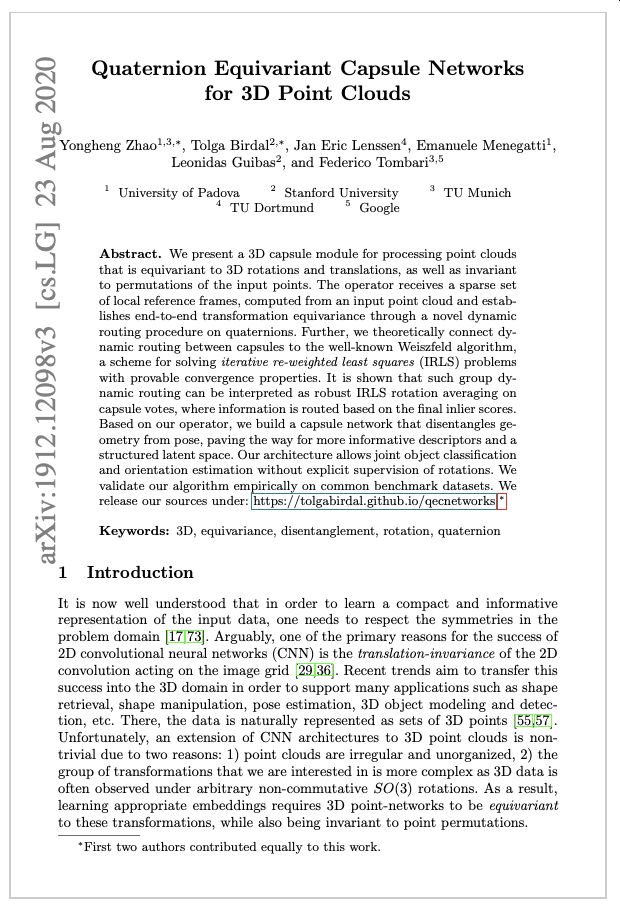 Quaternion Equivariant Capsule Networks
for 3D Point Clouds
Yongheng Zhao1,3,∗, Tolga Birdal2,∗, Jan Eric Lenssen4, Emanuele Menegatti1,
Leonidas Guibas2, and Federico Tombari3,5
1 University of Padova 2 Stanford University 3 TU Munich
4 TU Dortmund 5 Google
Abstract. We present a 3D capsule module for processing point clouds
that is equivariant to 3D rotations and translations, as well as invariant
to permutations of the input points. The operator receives a sparse set
of local reference frames, computed from an input point cloud and estab-
lishes end-to-end transformation equivariance through a novel dynamic
routing procedure on quaternions. Further, we theoretically connect dy-
namic routing between capsules to the well-known Weiszfeld algorithm,
a scheme for solving iterative re-weighted least squares (IRLS) problems
with provable convergence properties. It is shown that such group dy-
namic routing can be interpreted as robust IRLS rotation averaging on
capsule votes, where information is routed based on the final inlier scores.
Based on our operator, we build a capsule network that disentangles ge-
ometry from pose, paving the way for more informative descriptors and a
structured latent space. Our architecture allows joint object classification
and orientation estimation without explicit supervision of rotations. We
validate our algorithm empirically on common benchmark datasets. We
release our sources under: https://tolgabirdal.github.io/qecnetworks.∗
Keywords: 3D, equivariance, disentanglement, rotation, quaternion
1 Introduction
It is now well understood that in order to learn a compact and informative
representation of the input data, one needs to respect the symmetries in the
problem domain [17,73]. Arguably, one of the primary reasons for the success of
2D convolutional neural networks (CNN) is the translation-invariance of the 2D
convolution acting on the image grid [29,36]. Recent trends aim to transfer this
success into the 3D domain in order to support many applications such as shape
retrieval, shape manipulation, pose estimation, 3D object modeling and detec-
tion, etc. There, the data is naturally represented as sets of 3D points [55,57].
Unfortunately, an extension of CNN architectures to 3D point clouds is non-
trivial due to two reasons: 1) point clouds are irregular and unorganized, 2) the
group of transformations that we are interested in is more complex as 3D data is
often observed under arbitrary non-commutative SO(3) rotations. As a result,
learning appropriate embeddings requires 3D point-networks to be equivariant
to these transformations, while also being invariant to point permutations.
∗First two authors contributed equally to this work.
arXiv:1912.12098v3 [cs.LG] 23 Aug 2020